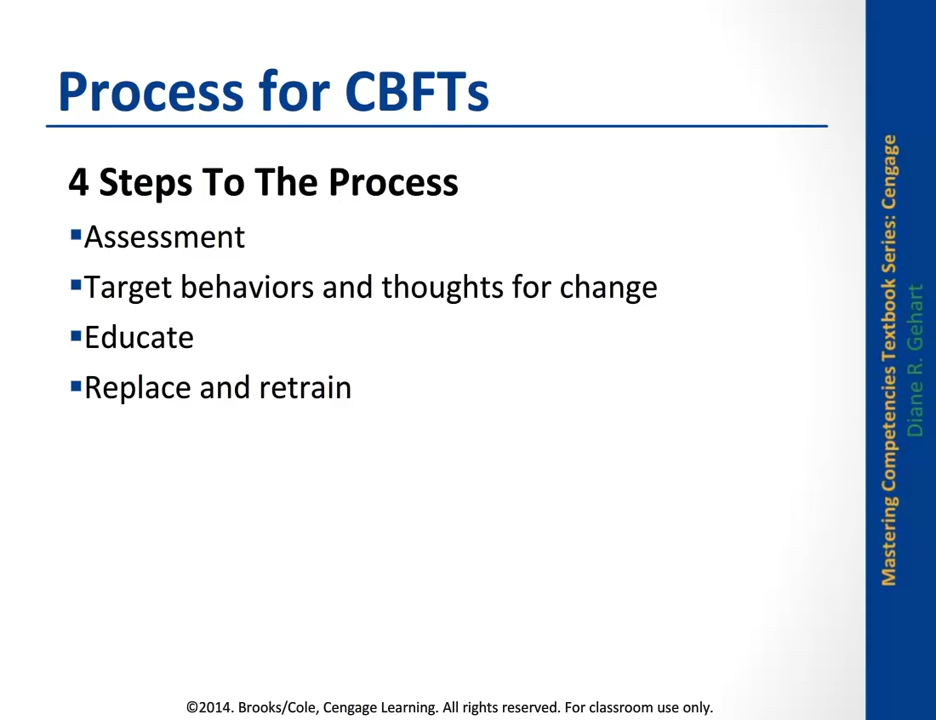 Process for CBFTs
4 Steps To The Process
▪Assessment
▪Target behaviors and thoughts for change
▪Educate
▪Replace and retrain
Mastering Competencies Textbook Series: Cengage
Diane R. Gehart
©2014. Brooks/Cole, Cengage Learning. All rights reserved. For classroom use only.